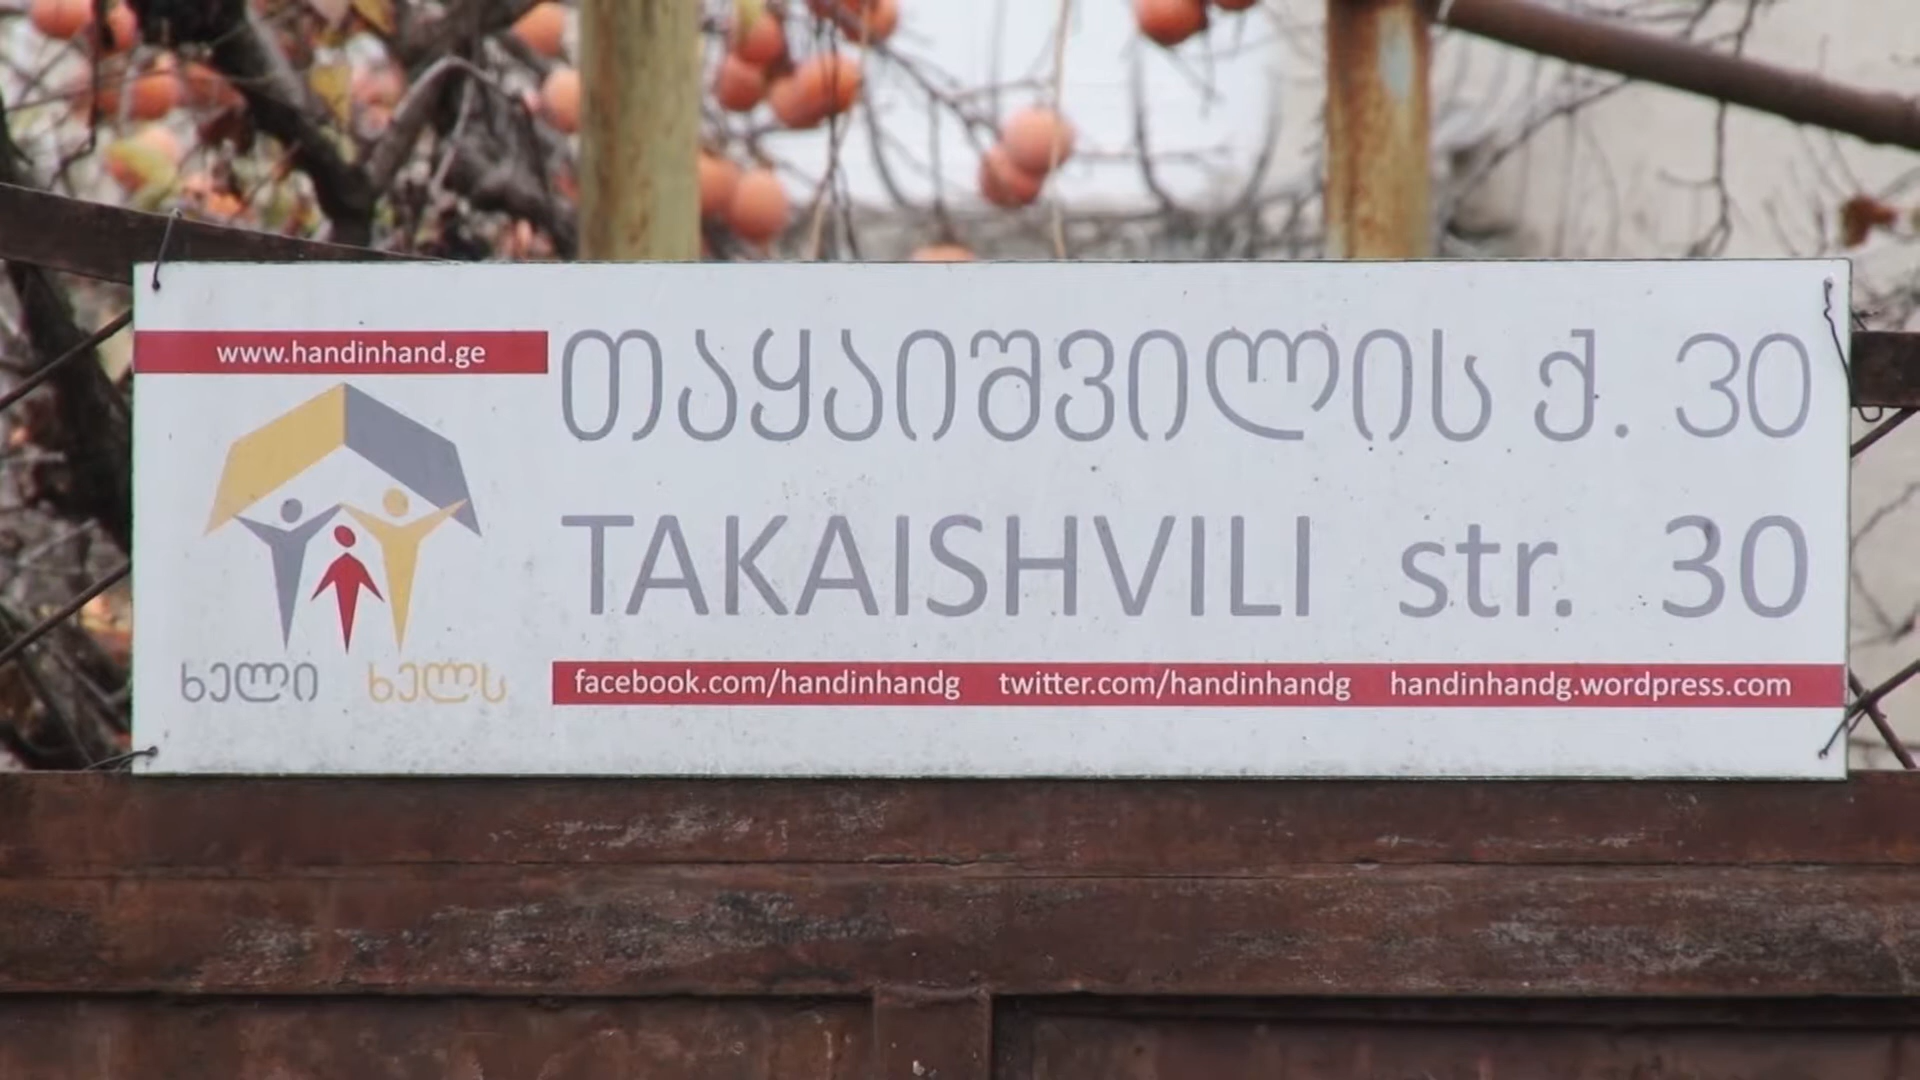 www.handinhand.ge
თაყაიშვილის ქ. 30
TAKAISHVILI str. 30
ხელი ხელს
facebook.com/handinhandg twitter.com/handinhandg handinhandg.wordpress.com